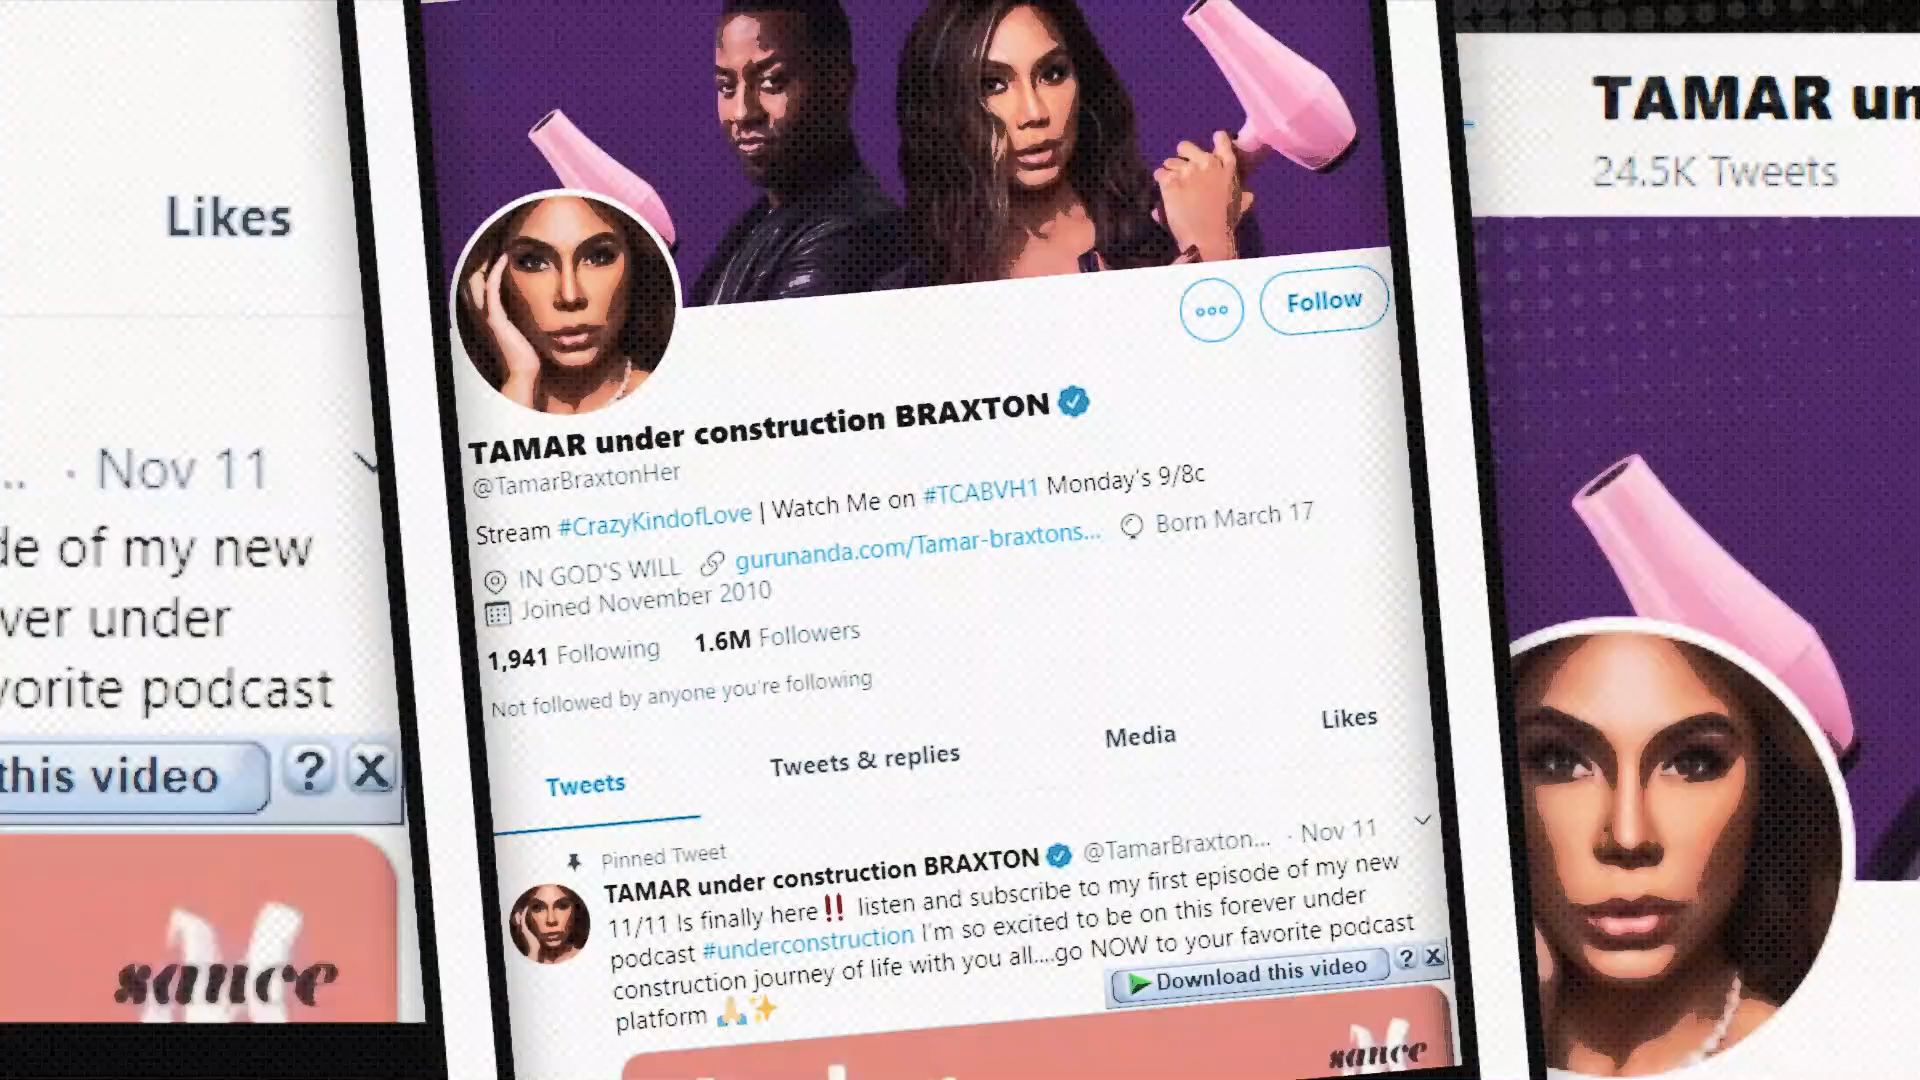 Likes
.. · Nov 11
de of my new
ver under
vorite podcast
this video ? X
sauce
Follow
TAMAR under construction BRAXTON
@TamarBraxtonHer
Stream #CrazyKindofLove | Watch Me on #TCABVH1 Monday's 9/8c
IN GOD'S WILL gurunanda.com/Tamar-braxtons... Born March 17
Joined November 2010
1,941 Following 1.6M Followers
Not followed by anyone you're following
Tweets Tweets & replies Media Likes
Pinned Tweet
TAMAR under construction BRAXTON @TamarBraxton... · Nov 11
11/11 Is finally here‼️ listen and subscribe to my first episode of my new
podcast #underconstruction I'm so excited to be on this forever under
construction journey of life with you all....go NOW to your favorite podcast
platform 🙏✨
Download this video ? X
sauce
TAMAR un
24.5K Tweets